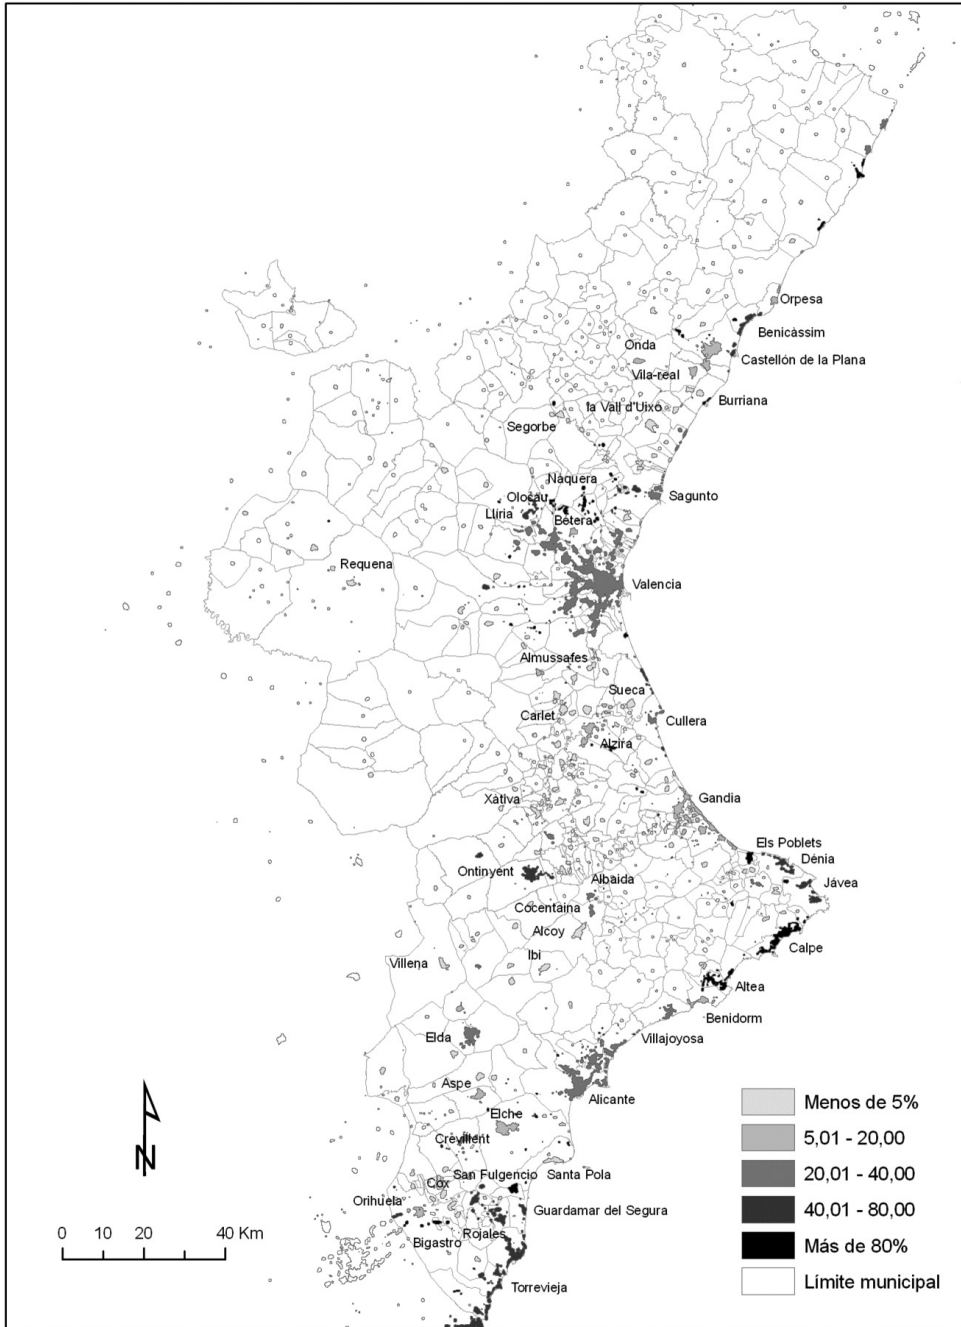 Orpesa
Benicàssim
Onda
Castellón de la Plana
Vila-real
Burriana
la Vall d'Uixó
Segorbe
Nàquera
Olocau
Sagunto
Llíria
Bétera
Requena
Valencia
Almussafes
Sueca
Carlet
Cullera
Alzira
Gandia
Xàtiva
Els Poblets
Dénia
Ontinyent
Albaida
Jávea
Cocentaina
Alcoy
Calpe
Ibi
Villena
Altea
Benidorm
Elda
Villajoyosa
Aspe
Alicante
Elche
Crevillent
San Fulgencio
Santa Pola
Cox
Orihuela
Guardamar del Segura
Rojales
Bigastro
Torrevieja
N
0 10 20 40 Km
Menos de 5%
5,01 - 20,00
20,01 - 40,00
40,01 - 80,00
Más de 80%
Límite municipal